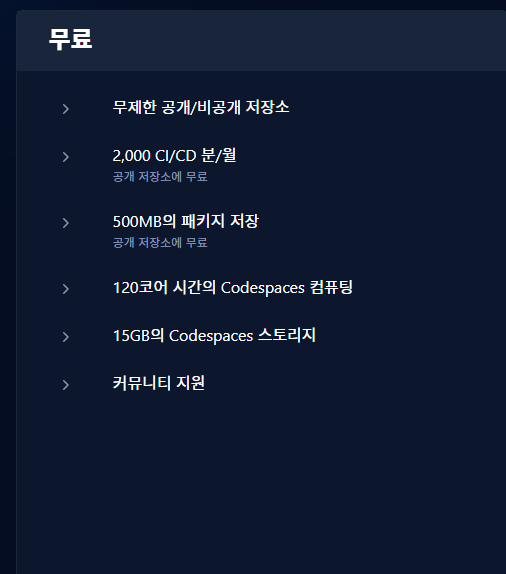 무료
무제한 공개/비공개 저장소
2,000 CI/CD 분/월
공개 저장소에 무료
500MB의 패키지 저장
공개 저장소에 무료
120코어 시간의 Codespaces 컴퓨팅
15GB의 Codespaces 스토리지
커뮤니티 지원